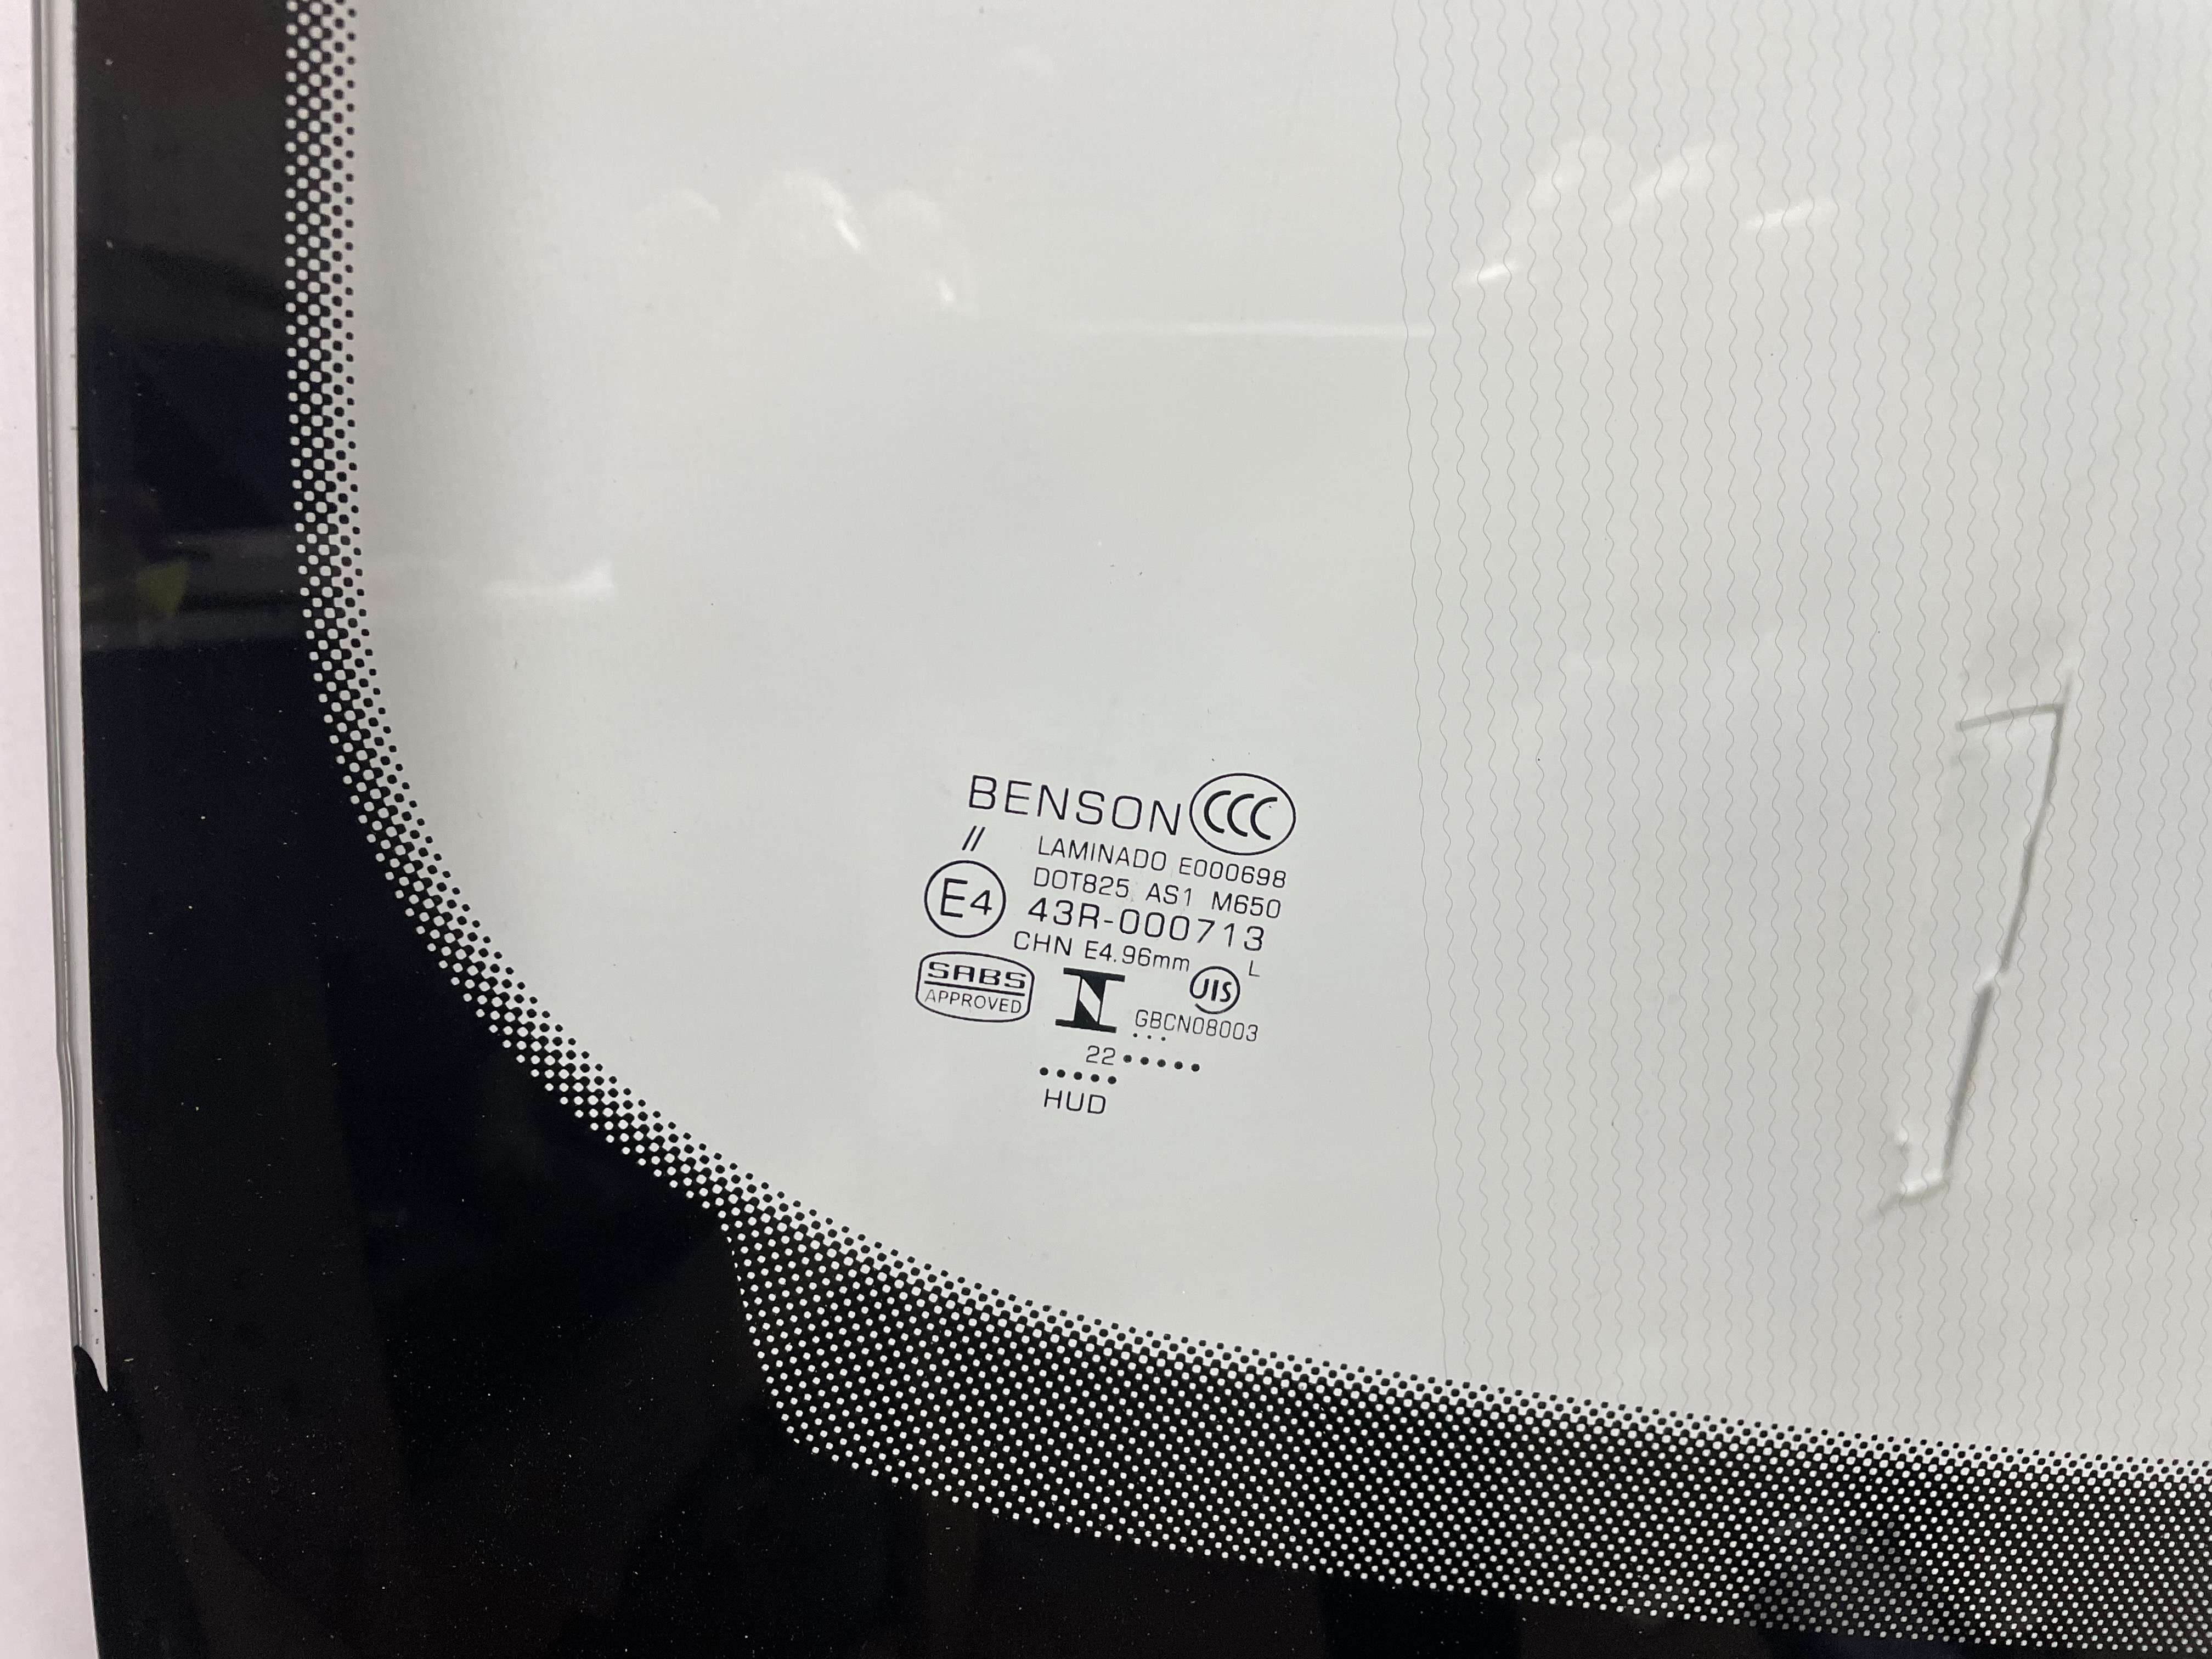 BENSON CCC
// LAMINADO E000698
DOT825 AS1 M650
E4 43R-000713
CHN E4.96mm L
SABS
APPROVED
JIS
GBCN08003
22
HUD